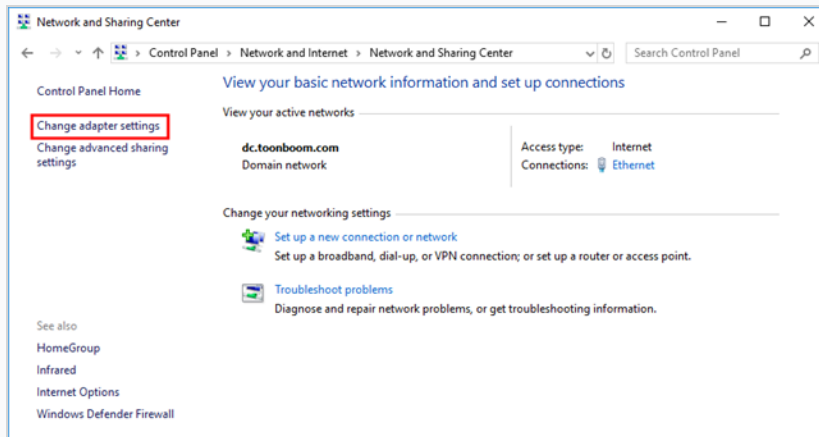 Network and Sharing Center
Control Panel > Network and Internet > Network and Sharing Center
Search Control Panel
Control Panel Home
Change adapter settings
Change advanced sharing
settings
View your basic network information and set up connections
View your active networks
dc.toonboom.com
Domain network
Access type: Internet
Connections: Ethernet
Change your networking settings
Set up a new connection or network
Set up a broadband, dial-up, or VPN connection; or set up a router or access point.
Troubleshoot problems
Diagnose and repair network problems, or get troubleshooting information.
See also
HomeGroup
Infrared
Internet Options
Windows Defender Firewall